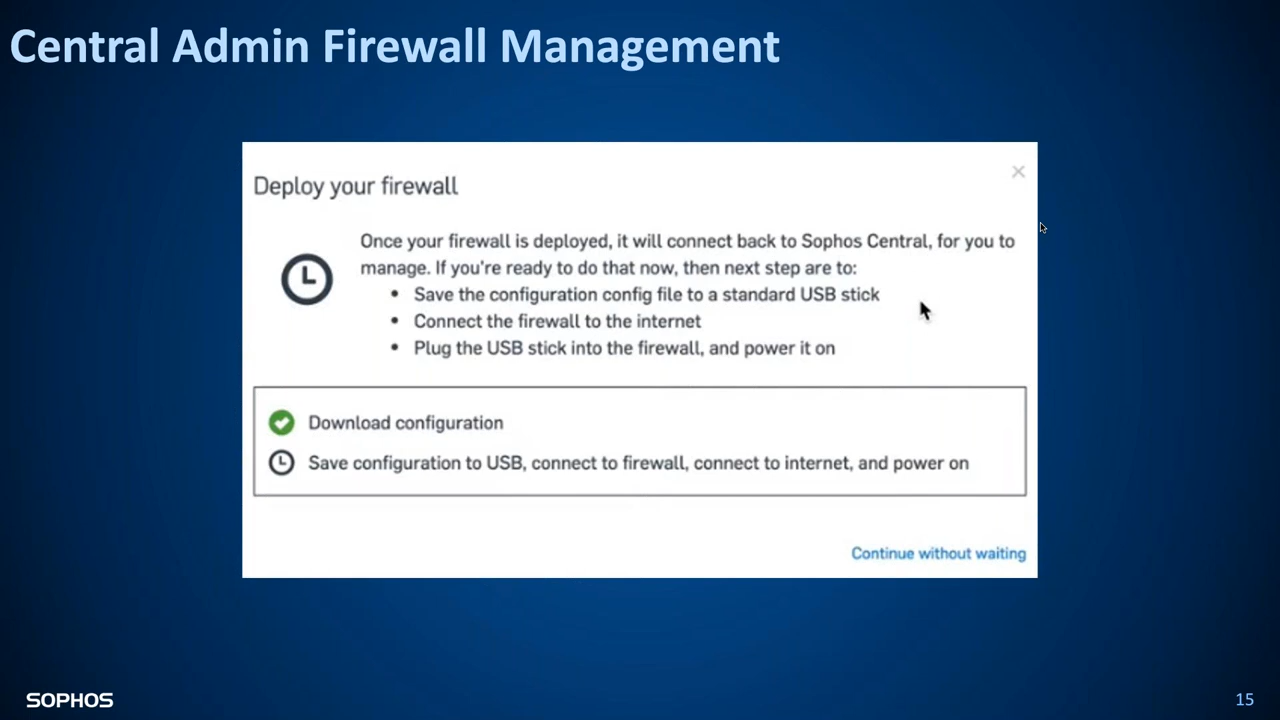 Central Admin Firewall Management
Deploy your firewall
Once your firewall is deployed, it will connect back to Sophos Central, for you to
manage. If you're ready to do that now, then next step are to:
• Save the configuration config file to a standard USB stick
• Connect the firewall to the internet
• Plug the USB stick into the firewall, and power it on
Download configuration
Save configuration to USB, connect to firewall, connect to internet, and power on
Continue without waiting
SOPHOS
15